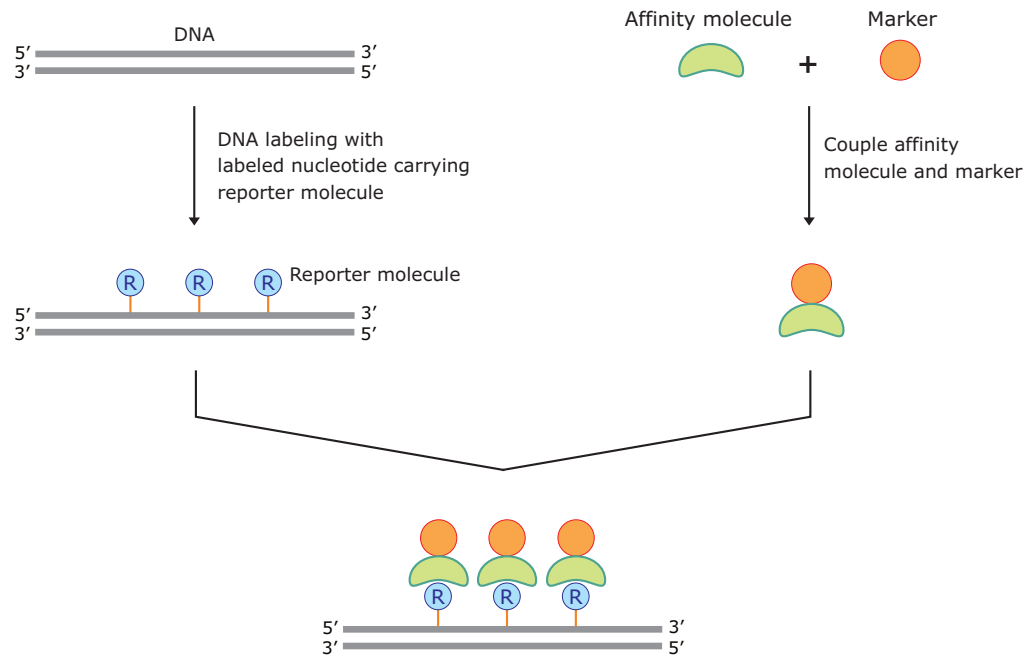 DNA
5′ 3′
3′ 5′
Affinity molecule
Marker
+
DNA labeling with
labeled nucleotide carrying
reporter molecule
Couple affinity
molecule and marker
R R R Reporter molecule
5′ 3′
3′ 5′
R R R
5′ 3′
3′ 5′